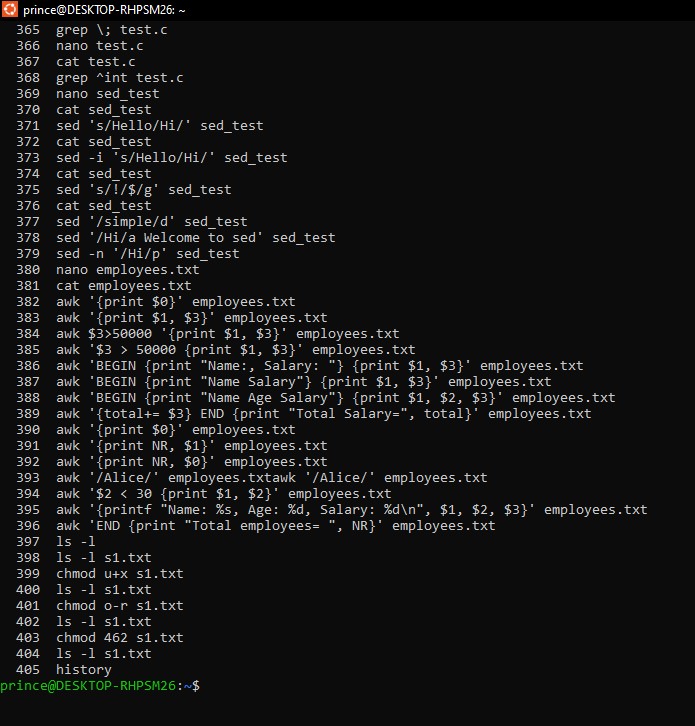 prince@DESKTOP-RHPSM26: ~
365 grep \; test.c
366 nano test.c
367 cat test.c
368 grep ^int test.c
369 nano sed_test
370 cat sed_test
371 sed 's/Hello/Hi/' sed_test
372 cat sed_test
373 sed -i 's/Hello/Hi/' sed_test
374 cat sed_test
375 sed 's/!/$/g' sed_test
376 cat sed_test
377 sed '/simple/d' sed_test
378 sed '/Hi/a Welcome to sed' sed_test
379 sed -n '/Hi/p' sed_test
380 nano employees.txt
381 cat employees.txt
382 awk '{print $0}' employees.txt
383 awk '{print $1, $3}' employees.txt
384 awk $3>50000 '{print $1, $3}' employees.txt
385 awk '$3 > 50000 {print $1, $3}' employees.txt
386 awk 'BEGIN {print "Name:, Salary: "} {print $1, $3}' employees.txt
387 awk 'BEGIN {print "Name Salary"} {print $1, $3}' employees.txt
388 awk 'BEGIN {print "Name Age Salary"} {print $1, $2, $3}' employees.txt
389 awk '{total+= $3} END {print "Total Salary=", total}' employees.txt
390 awk '{print $0}' employees.txt
391 awk '{print NR, $1}' employees.txt
392 awk '{print NR, $0}' employees.txt
393 awk '/Alice/' employees.txtawk '/Alice/' employees.txt
394 awk '$2 < 30 {print $1, $2}' employees.txt
395 awk '{printf "Name: %s, Age: %d, Salary: %d\n", $1, $2, $3}' employees.txt
396 awk 'END {print "Total employees= ", NR}' employees.txt
397 ls -l
398 ls -l s1.txt
399 chmod u+x s1.txt
400 ls -l s1.txt
401 chmod o-r s1.txt
402 ls -l s1.txt
403 chmod 462 s1.txt
404 ls -l s1.txt
405 history
prince@DESKTOP-RHPSM26:~$